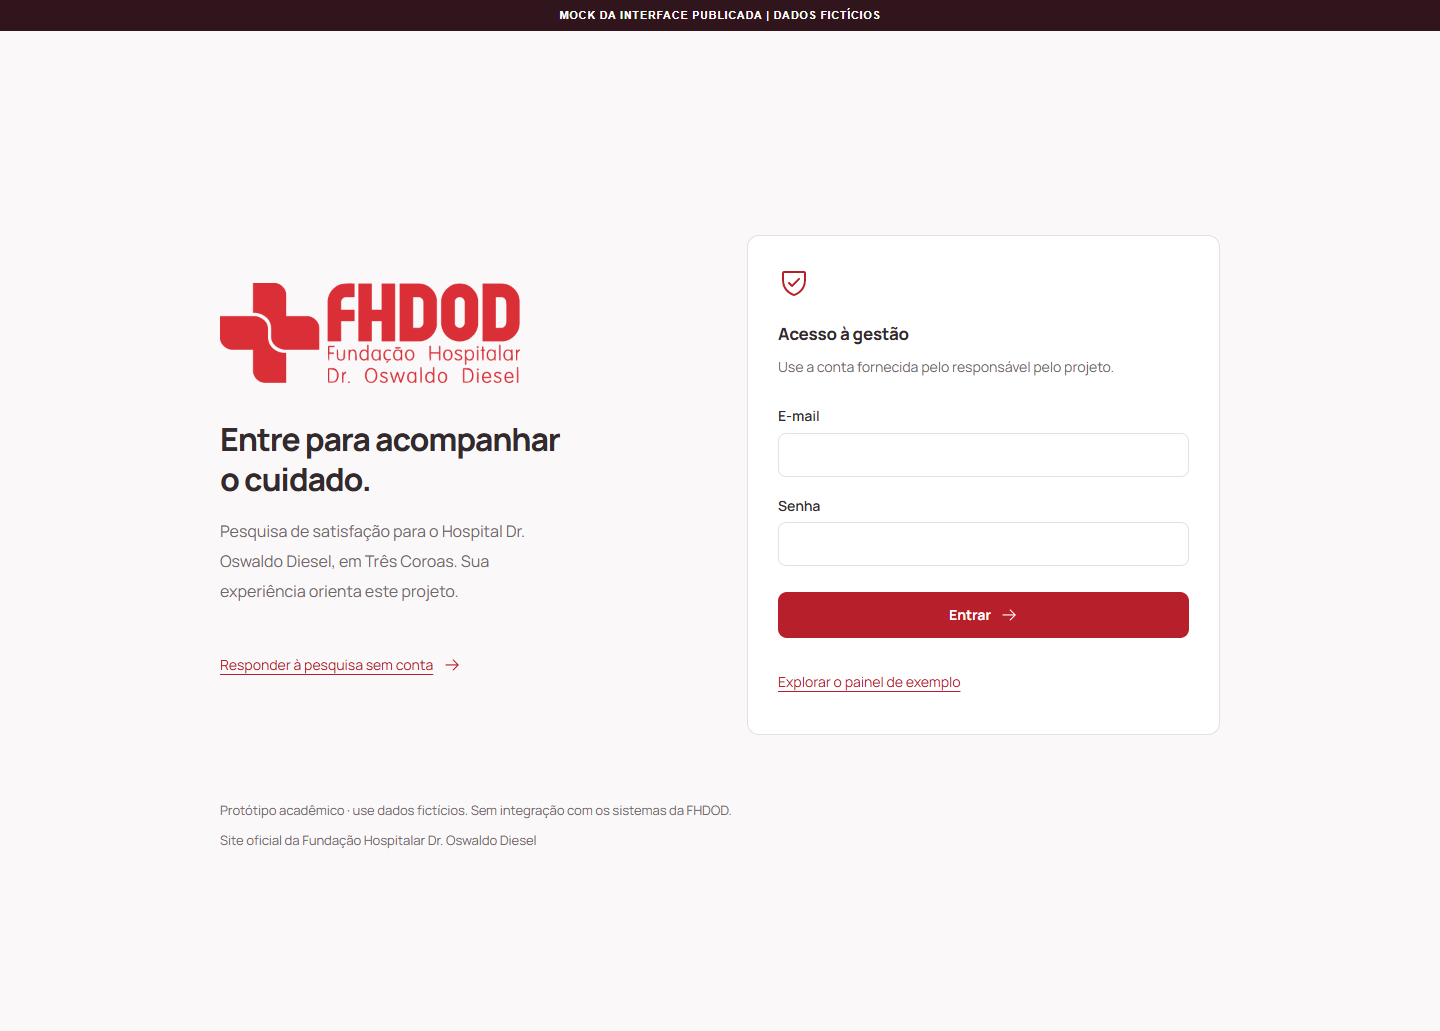 MOCK DA INTERFACE PUBLICADA | DADOS FICTÍCIOS
FHDOD
Fundação Hospitalar
Dr. Oswaldo Diesel
Entre para acompanhar
o cuidado.
Pesquisa de satisfação para o Hospital Dr.
Oswaldo Diesel, em Três Coroas. Sua
experiência orienta este projeto.
Responder à pesquisa sem conta
Acesso à gestão
Use a conta fornecida pelo responsável pelo projeto.
E-mail
Senha
Entrar
Explorar o painel de exemplo
Protótipo acadêmico · use dados fictícios. Sem integração com os sistemas da FHDOD.
Site oficial da Fundação Hospitalar Dr. Oswaldo Diesel